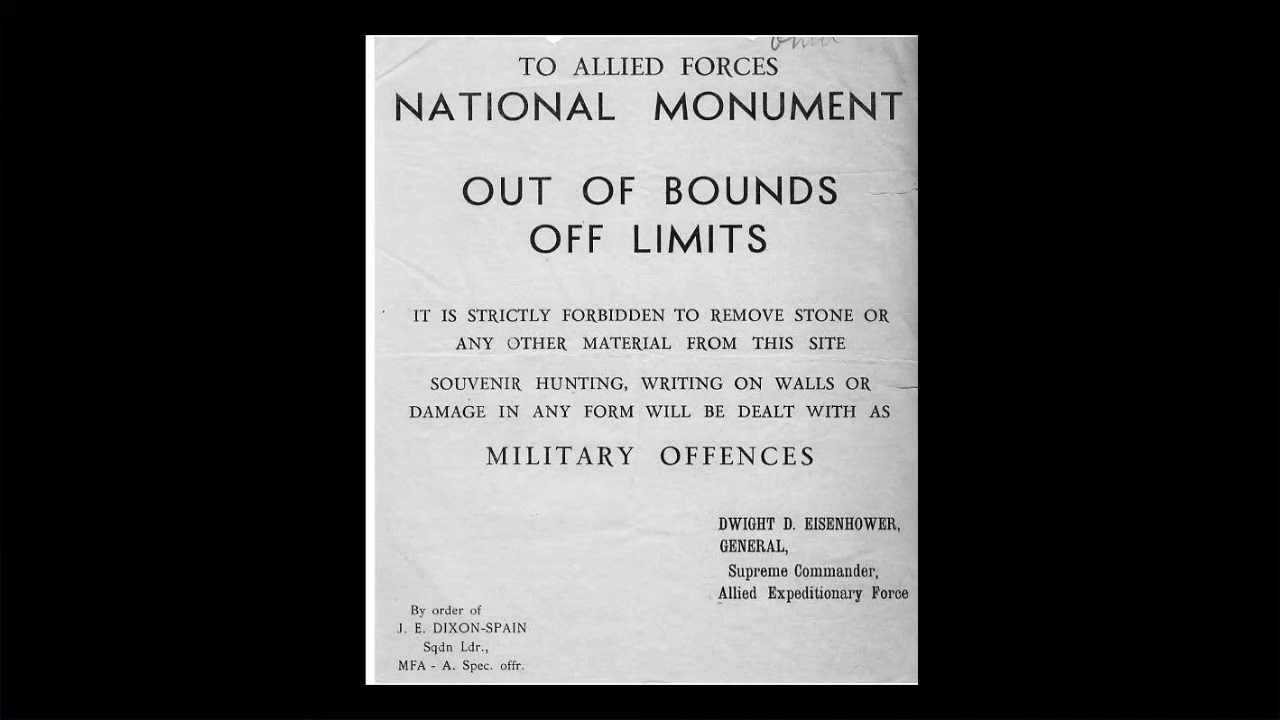 TO ALLIED FORCES
NATIONAL MONUMENT
OUT OF BOUNDS
OFF LIMITS
IT IS STRICTLY FORBIDDEN TO REMOVE STONE OR
ANY OTHER MATERIAL FROM THIS SITE
SOUVENIR HUNTING, WRITING ON WALLS OR
DAMAGE IN ANY FORM WILL BE DEALT WITH AS
MILITARY OFFENCES
DWIGHT D. EISENHOWER,
GENERAL,
Supreme Commander,
Allied Expeditionary Force
By order of
J. E. DIXON-SPAIN
Sqdn Ldr.,
MFA - A. Spec. offr.